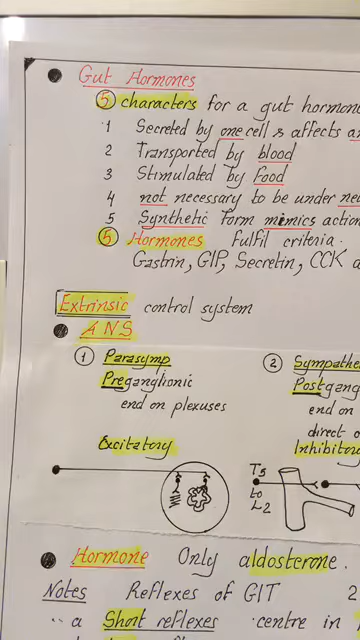 Gut Hormones
5 characters for a gut hormone
1 Secreted by one cell & affects
2 Transported by blood
3 Stimulated by Food
4 not necessary to be under
5 Synthetic Form mimics action
5 Hormones fulfil criteria.
Gastrin, GIP, Secretin, CCK
Extrinsic control system
ANS
1 Parasymp
Preganglionic
end on plexuses
Excitatory
2 Sympathe
Postgang
end on
direct o
Inhibitor
T5
to
L2
Hormone Only aldosterone.
Notes Reflexes of GIT 2
a Short reflexes centre in